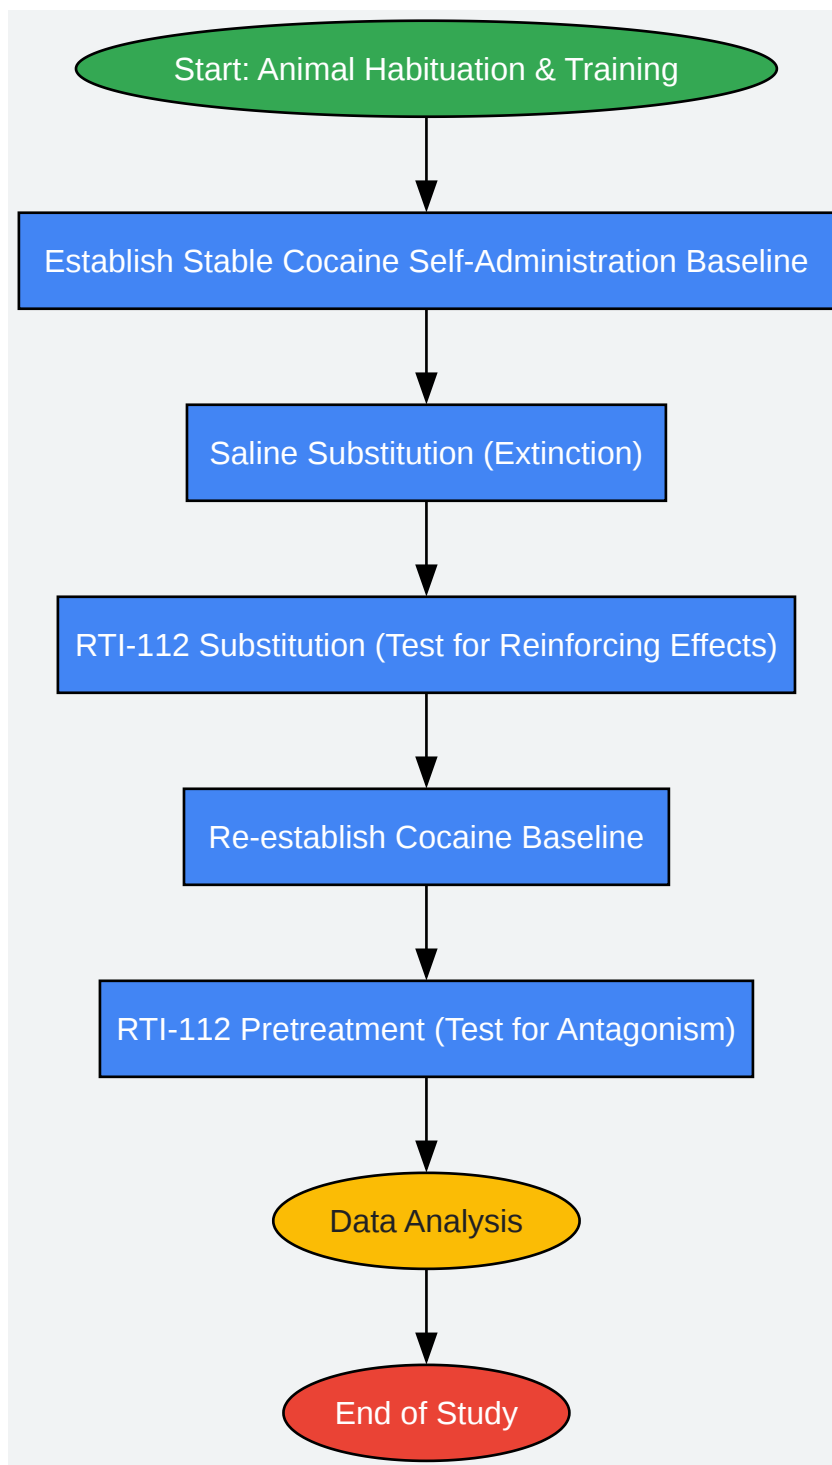 Start: Animal Habituation & Training
Establish Stable Cocaine Self-Administration Baseline
Saline Substitution (Extinction)
RTI-112 Substitution (Test for Reinforcing Effects)
Re-establish Cocaine Baseline
RTI-112 Pretreatment (Test for Antagonism)
Data Analysis
End of Study